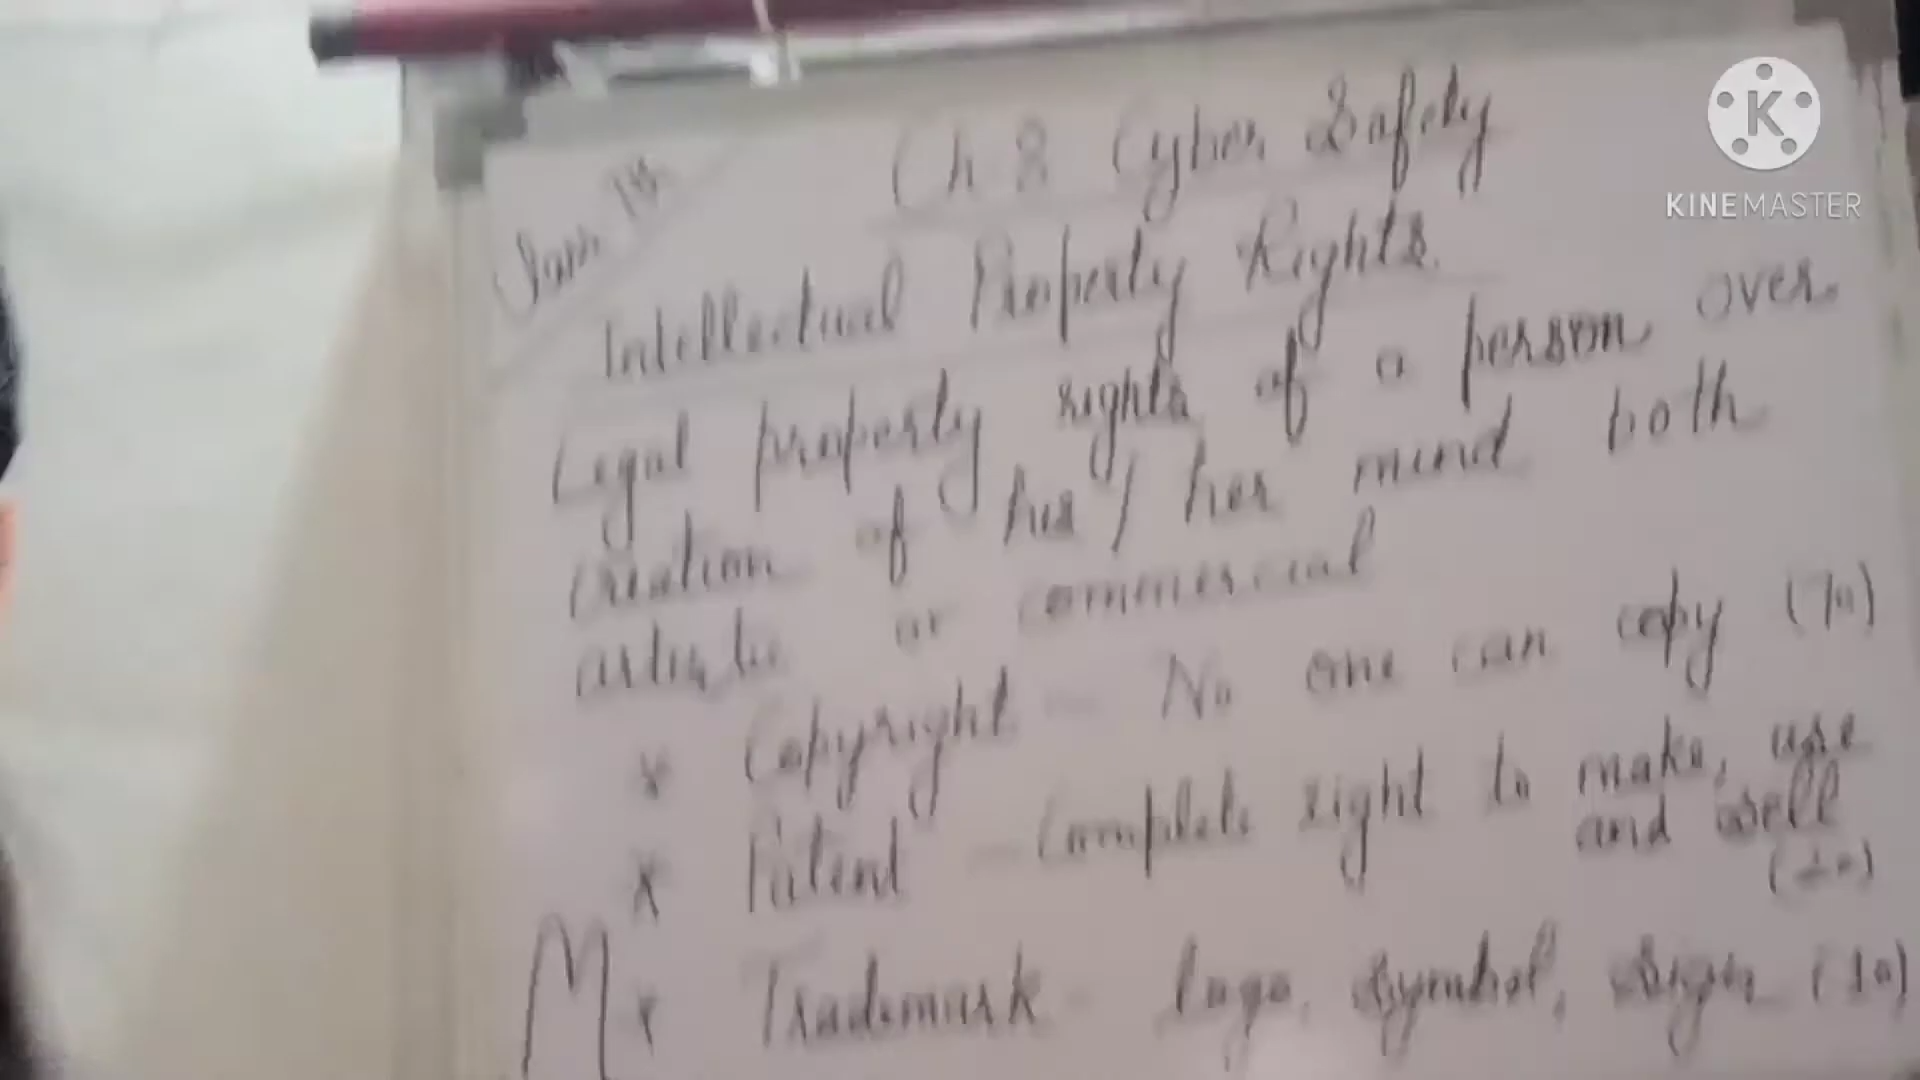 Ch 8 Cyber Safety
Class
Intellectual Property Rights
Legal property rights of a person over
creation of his / her mind both
artistic or commercial
x Copyright - No one can copy (70)
x Patent - Complete right to make, use
and sell
(20)
M x Trademark - logo, symbol, sign (10)
K
KINEMASTER